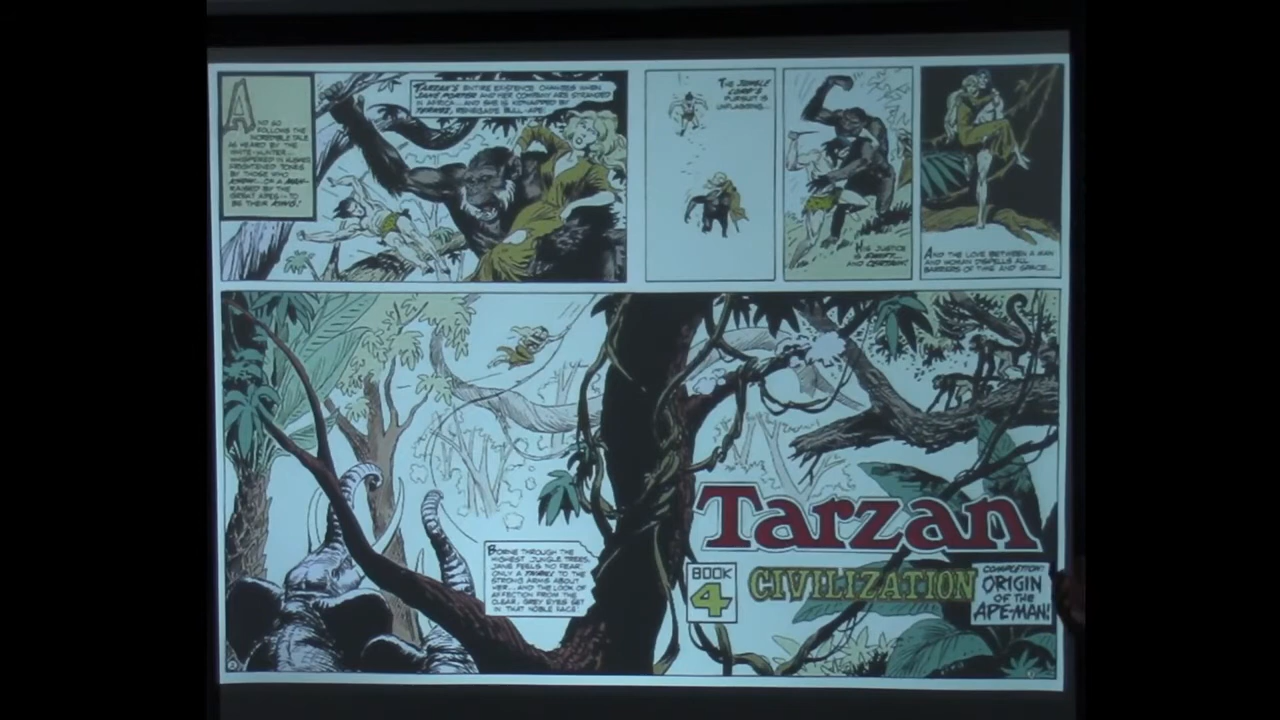 AND SO
FOLLOWS THE
INCREDIBLE TALE
AS HEARD BY THE
WHITE-HUNTER...
WHISPERED IN HUSHED
FRIGHTENED TONES
BY THOSE WHO
KNOW... OF A MAN
RAISED BY THE
GREAT APES--TO
BE THEIR KING!
TARZAN'S ENTIRE EXISTENCE CHANGES WHEN
JANE PORTER AND HER COMPANY ARE STRANDED
IN AFRICA...AND SHE IS KIDNAPPED BY
TERKOZ, RENEGADE BULL-APE!
THE JUNGLE
LORD'S
PURSUIT IS
UNFLAGGING...
HIS JUSTICE
IS SWIFT...
AND CERTAIN!
AND THE LOVE BETWEEN A MAN
AND WOMAN DISPELLS ALL
BARRIERS OF TIME AND SPACE...
BORNE THROUGH THE
HIGHEST JUNGLE TREES,
JANE FEELS NO FEAR.
ONLY A THRILL TO THE
STRONG ARMS ABOUT
HER...AND THE LOOK OF
AFFECTION FROM THE
CLEAR, GREY EYES SET
IN THAT NOBLE FACE!
Tarzan
BOOK
4
CIVILIZATION
COMPLETION:
ORIGIN
OF THE
APE-MAN!